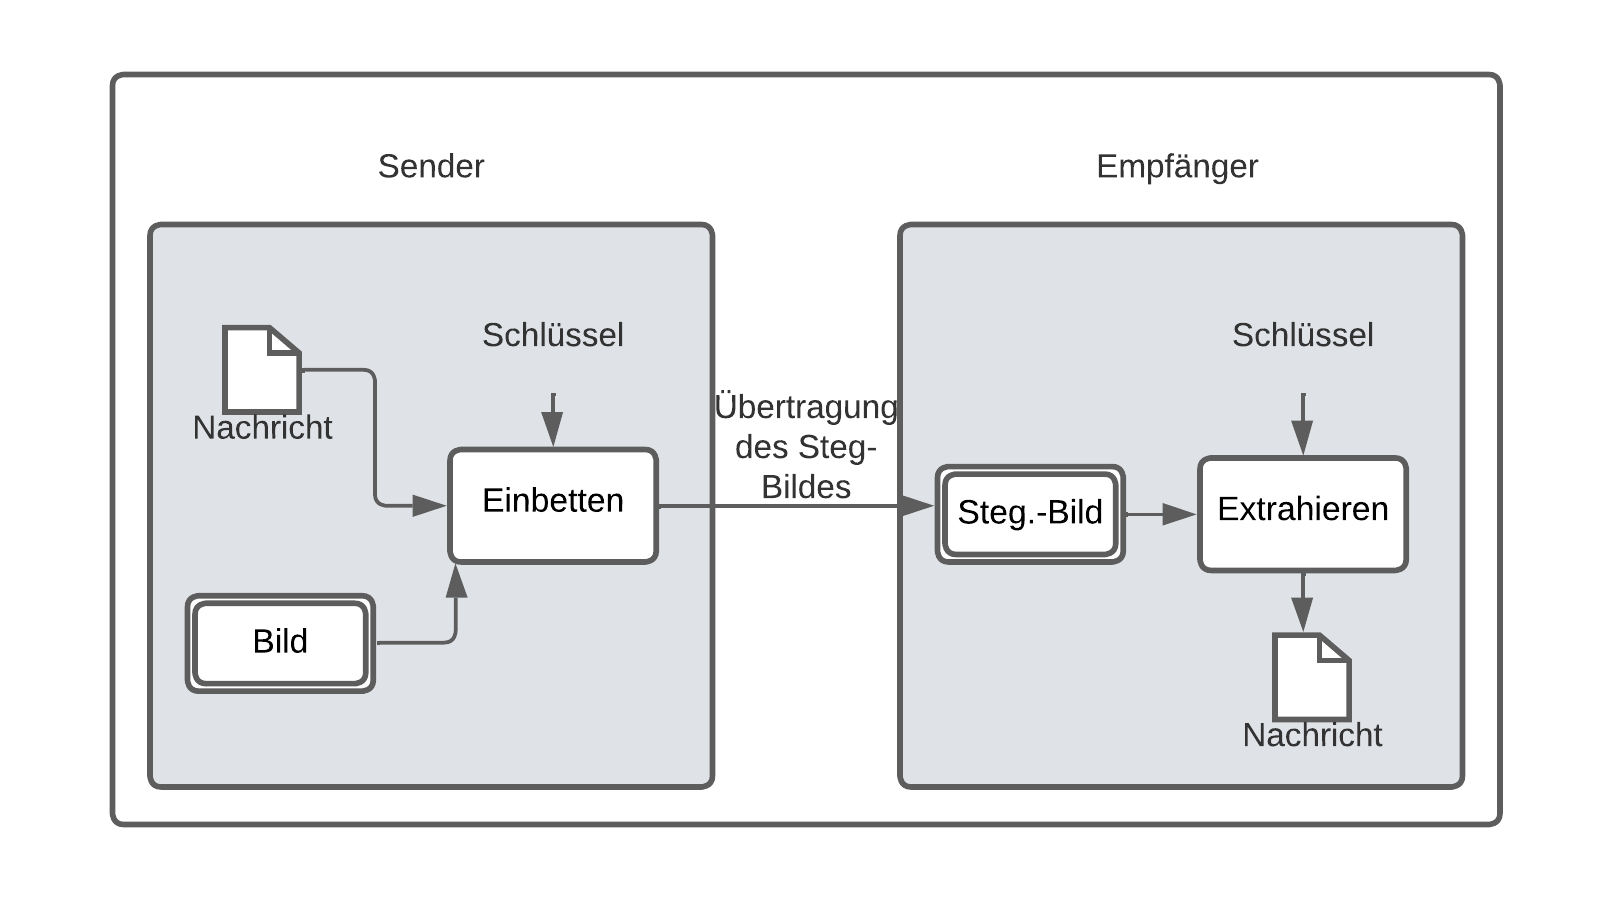 Sender
Empfänger
Schlüssel
Nachricht
Einbetten
Bild
Übertragung
des Steg-
Bildes
Schlüssel
Steg.-Bild
Extrahieren
Nachricht